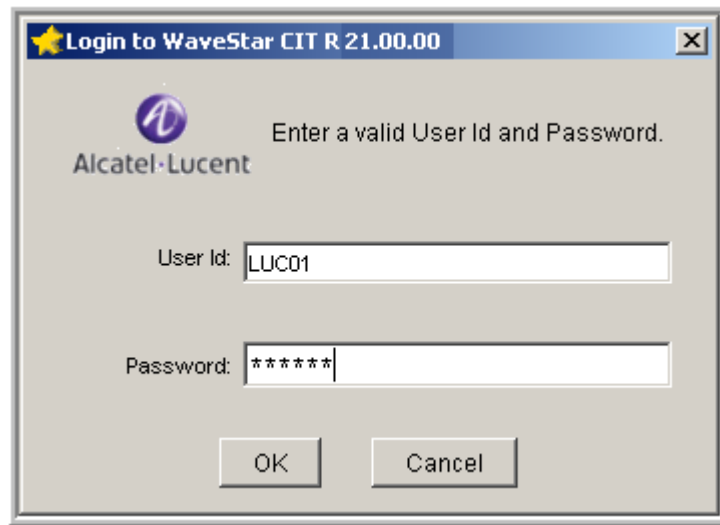 Login to WaveStar CIT R 21.00.00
Enter a valid User Id and Password.
Alcatel·Lucent
User Id: LUC01
Password: ******
OK Cancel